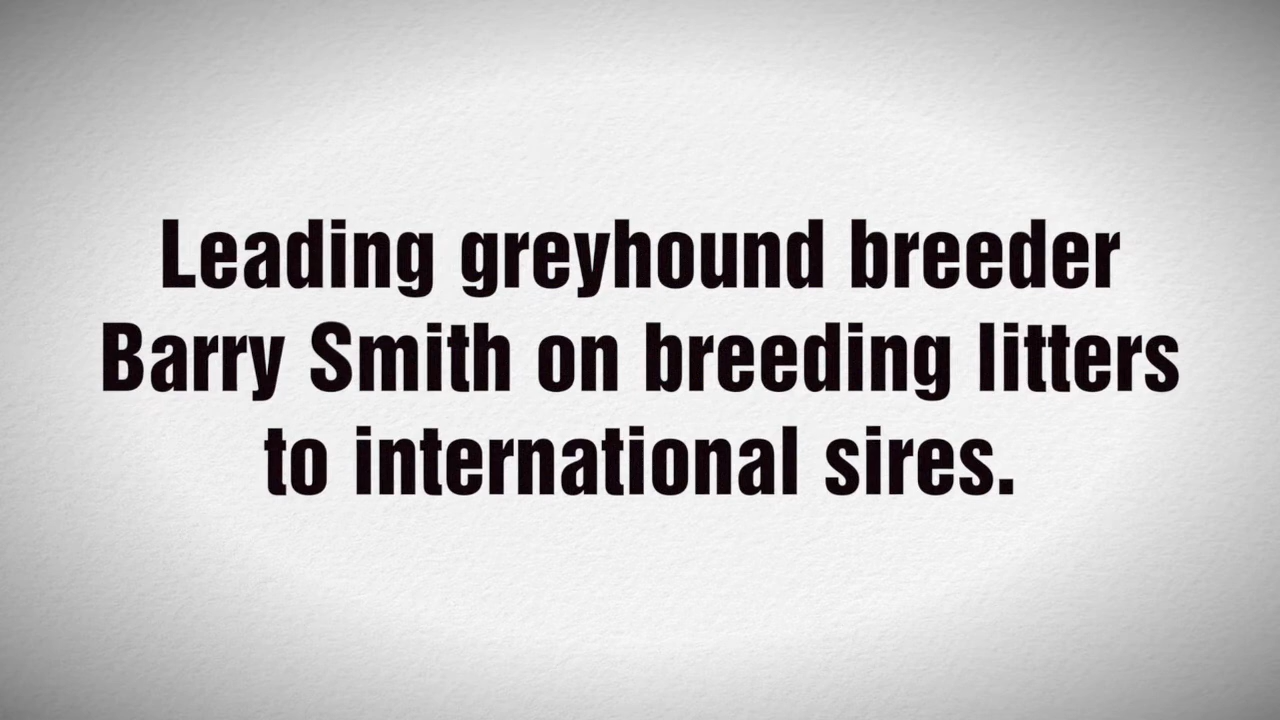 Leading greyhound breeder
Barry Smith on breeding litters
to international sires.